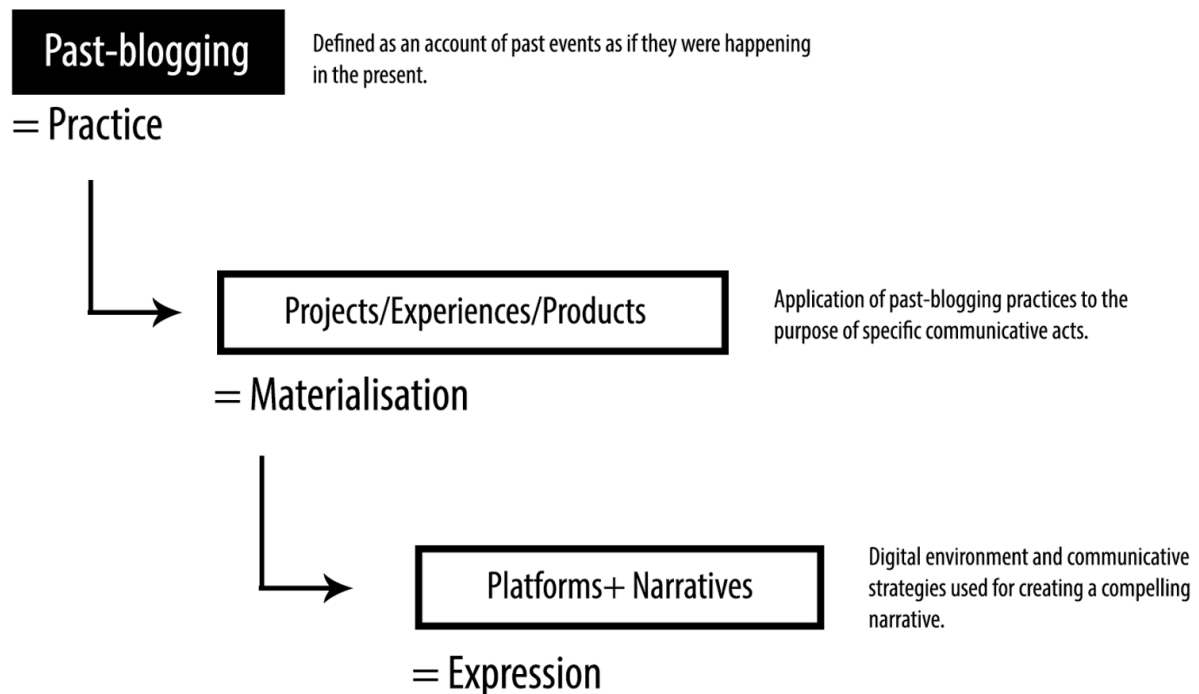 Past-blogging
Defined as an account of past events as if they were happening
in the present.
= Practice
Projects/Experiences/Products
Application of past-blogging practices to the
purpose of specific communicative acts.
= Materialisation
Platforms+ Narratives
Digital environment and communicative
strategies used for creating a compelling
narrative.
= Expression